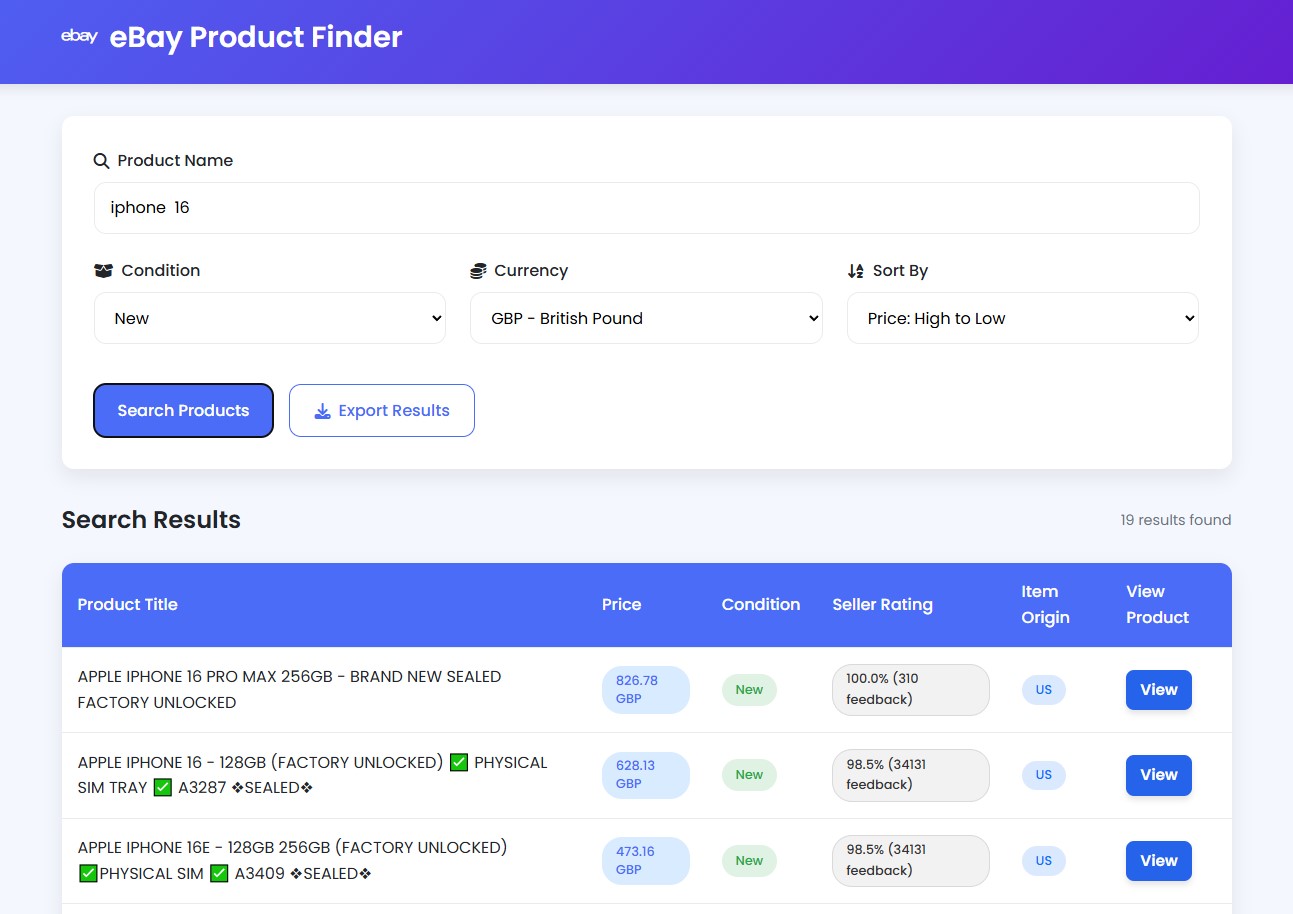 ebay eBay Product Finder
Product Name
iphone  16
Condition Currency Sort By
New GBP - British Pound Price: High to Low
Search Products Export Results
Search Results 19 results found
Product Title Price Condition Seller Rating Item Origin View Product
APPLE IPHONE 16 PRO MAX 256GB - BRAND NEW SEALED
FACTORY UNLOCKED
826.78
GBP
New
100.0% (310
feedback)
US
View
APPLE IPHONE 16 - 128GB (FACTORY UNLOCKED) ✅ PHYSICAL
SIM TRAY ✅ A3287 ❖SEALED❖
628.13
GBP
New
98.5% (34131
feedback)
US
View
APPLE IPHONE 16E - 128GB 256GB (FACTORY UNLOCKED)
✅PHYSICAL SIM ✅ A3409 ❖SEALED❖
473.16
GBP
New
98.5% (34131
feedback)
US
View